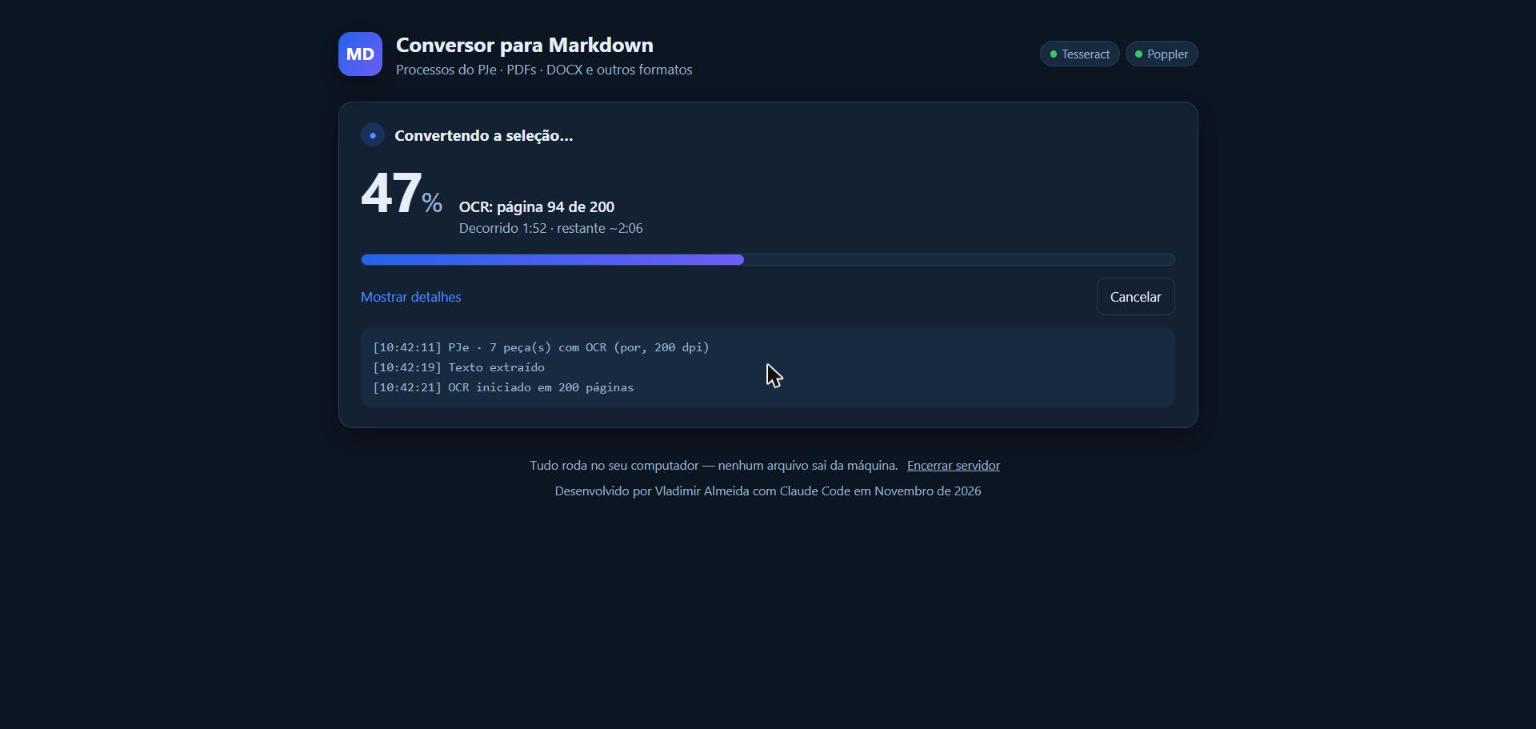 MD
Conversor para Markdown
Processos do PJe · PDFs · DOCX e outros formatos
Tesseract
Poppler
Convertendo a seleção...
47%
OCR: página 94 de 200
Decorrido 1:52 · restante ~2:06
Mostrar detalhes
Cancelar
[10:42:11] PJe · 7 peça(s) com OCR (por, 200 dpi)
[10:42:19] Texto extraído
[10:42:21] OCR iniciado em 200 páginas
Tudo roda no seu computador — nenhum arquivo sai da máquina. Encerrar servidor
Desenvolvido por Vladimir Almeida com Claude Code em Novembro de 2026